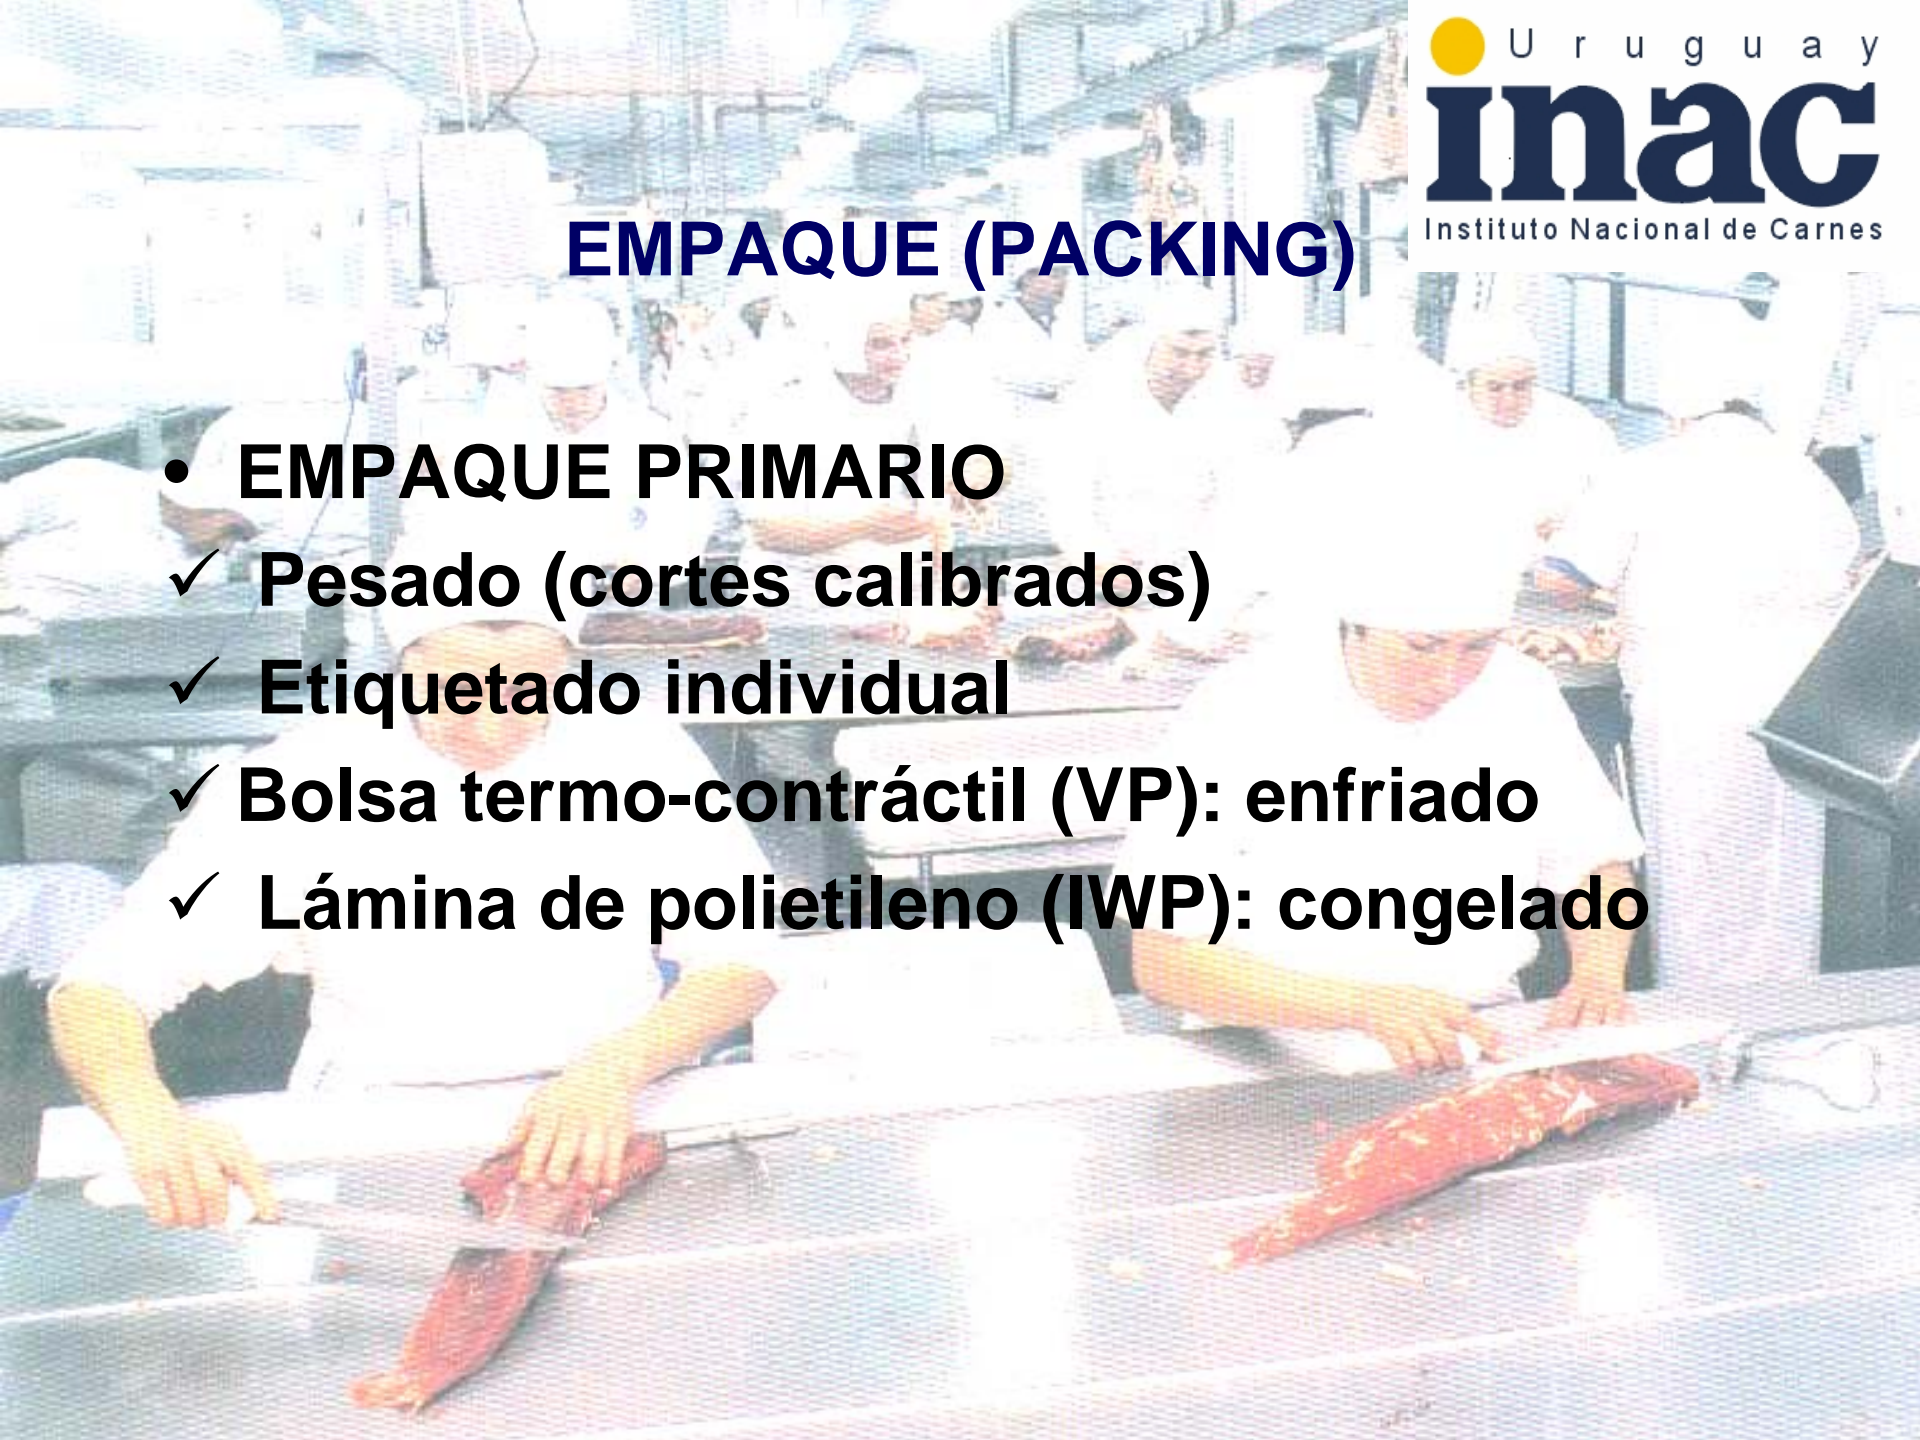 Uruguay
inac
Instituto Nacional de Carnes
EMPAQUE (PACKING)
• EMPAQUE PRIMARIO
✓ Pesado (cortes calibrados)
✓ Etiquetado individual
✓ Bolsa termo-contráctil (VP): enfriado
✓ Lámina de polietileno (IWP): congelado